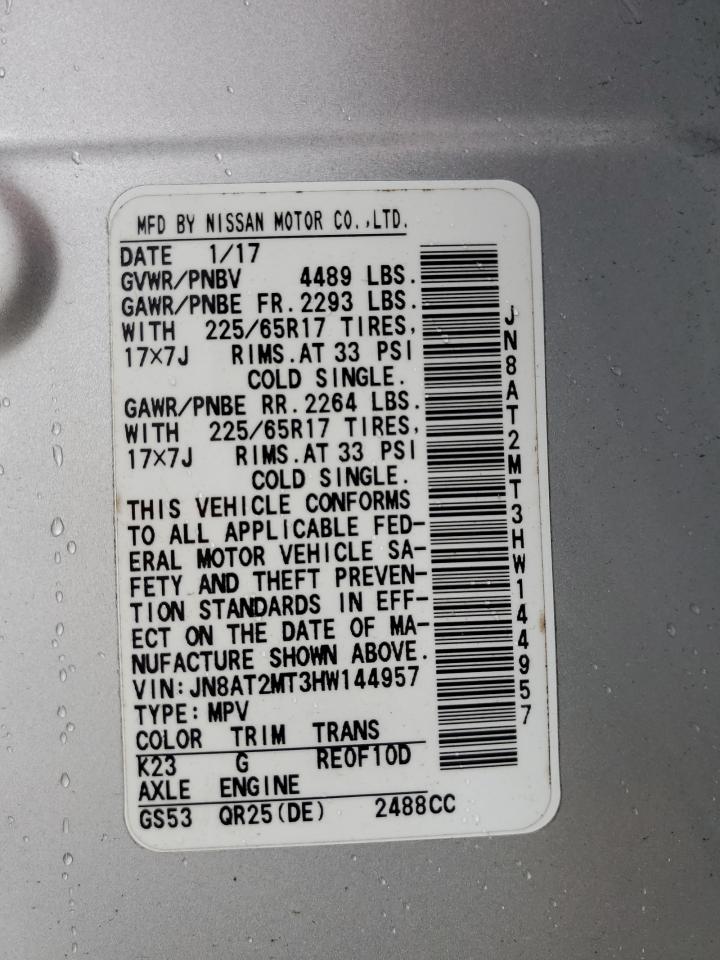 MFD BY NISSAN MOTOR CO.,LTD.
DATE 1/17
GVWR/PNBV 4489 LBS.
GAWR/PNBE FR.2293 LBS.
WITH 225/65R17 TIRES,
17×7J RIMS.AT 33 PSI
COLD SINGLE.
GAWR/PNBE RR.2264 LBS.
WITH 225/65R17 TIRES,
17×7J RIMS.AT 33 PSI
COLD SINGLE.
THIS VEHICLE CONFORMS
TO ALL APPLICABLE FED-
ERAL MOTOR VEHICLE SA-
FETY AND THEFT PREVEN-
TION STANDARDS IN EFF-
ECT ON THE DATE OF MA-
NUFACTURE SHOWN ABOVE.
VIN:JN8AT2MT3HW144957
TYPE:MPV
COLOR TRIM TRANS
K23 G RE0F10D
AXLE ENGINE
GS53 QR25(DE) 2488CC
JN8AT2MT3HW144957